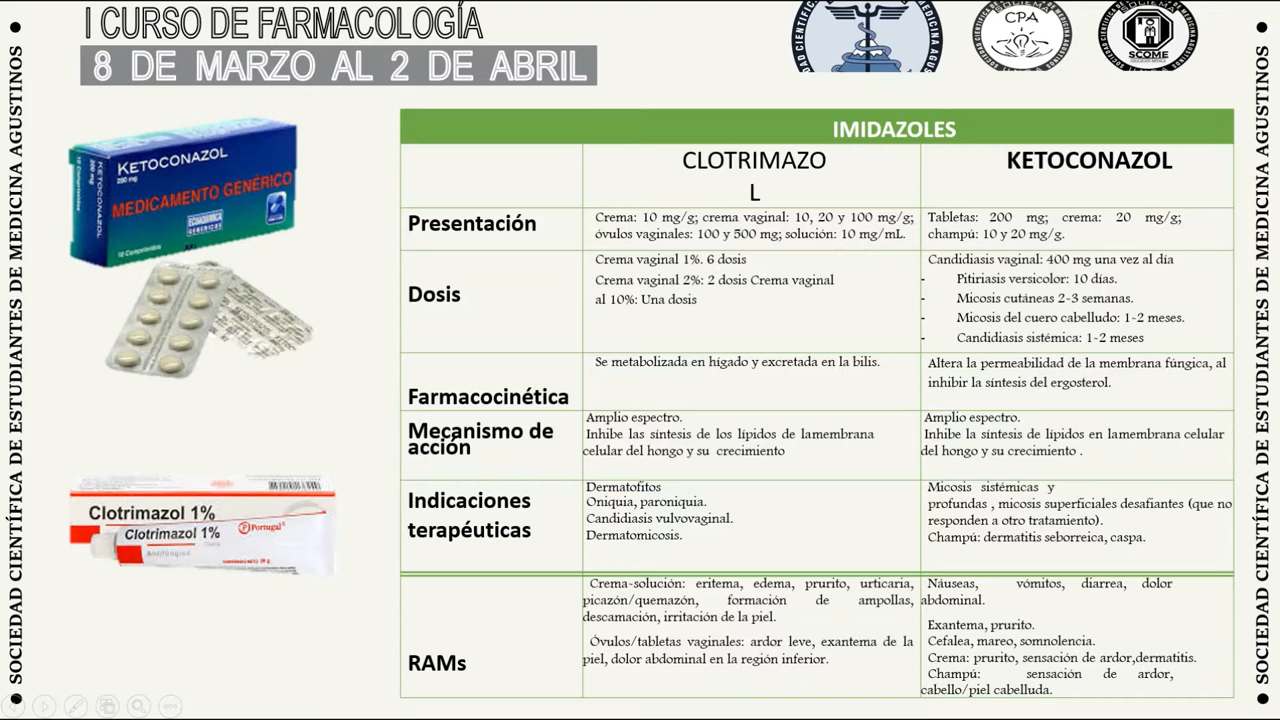 I CURSO DE FARMACOLOGÍA
8 DE MARZO AL 2 DE ABRIL
CPA
SCOME
SOCIEDAD CIENTÍFICA DE ESTUDIANTES DE MEDICINA AGUSTINOS
SOCIEDAD CIENTÍFICA DE ESTUDIANTES DE MEDICINA AGUSTINOS
KETOCONAZOL
200 mg
MEDICAMENTO GENÉRICO
10 Comprimidos
KETOCONAZOL
200 mg
Clotrimazol 1%
Clotrimazol 1%
Portugal
IMIDAZOLES
CLOTRIMAZO
L
KETOCONAZOL
Presentación
Crema: 10 mg/g; crema vaginal: 10, 20 y 100 mg/g;
óvulos vaginales: 100 y 500 mg; solución: 10 mg/mL.
Tabletas: 200 mg; crema: 20 mg/g;
champú: 10 y 20 mg/g.
Dosis
Crema vaginal 1%. 6 dosis
Crema vaginal 2%: 2 dosis Crema vaginal
al 10%: Una dosis
Candidiasis vaginal: 400 mg una vez al día
- Pitiriasis versicolor: 10 días.
- Micosis cutáneas 2-3 semanas.
- Micosis del cuero cabelludo: 1-2 meses.
- Candidiasis sistémica: 1-2 meses
Farmacocinética
Se metabolizada en hígado y excretada en la bilis.
Altera la permeabilidad de la membrana fúngica, al
inhibir la síntesis del ergosterol.
Mecanismo de
acción
Amplio espectro.
Inhibe las síntesis de los lípidos de lamembrana
celular del hongo y su crecimiento
Amplio espectro.
Inhibe la síntesis de lípidos en lamembrana celular
del hongo y su crecimiento .
Indicaciones
terapéuticas
Dermatofitos
Oniquia, paroniquia.
Candidiasis vulvovaginal.
Dermatomicosis.
Micosis sistémicas y
profundas , micosis superficiales desafiantes (que no
responden a otro tratamiento).
Champú: dermatitis seborreica, caspa.
RAMs
Crema-solución: eritema, edema, prurito, urticaria,
picazón/quemazón, formación de ampollas,
descamación, irritación de la piel.
Óvulos/tabletas vaginales: ardor leve, exantema de la
piel, dolor abdominal en la región inferior.
Náuseas, vómitos, diarrea, dolor
abdominal.
Exantema, prurito.
Cefalea, mareo, somnolencia.
Crema: prurito, sensación de ardor,dermatitis.
Champú: sensación de ardor,
cabello/piel cabelluda.